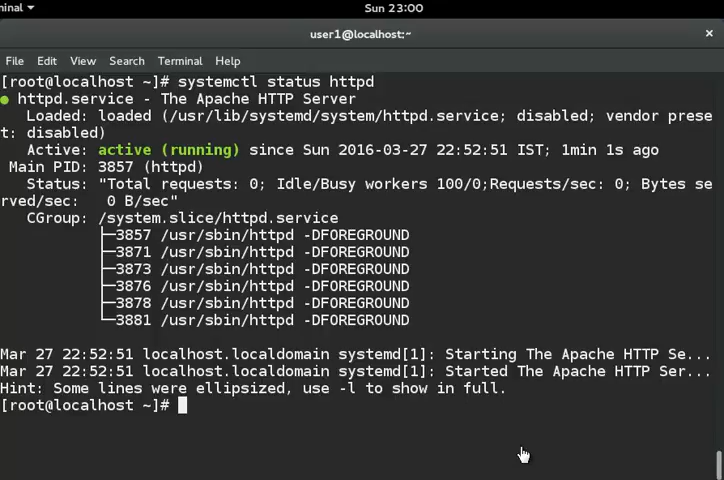 minal
Sun 23:00
user1@localhost:~
×
File Edit View Search Terminal Help
[root@localhost ~]# systemctl status httpd
● httpd.service - The Apache HTTP Server
   Loaded: loaded (/usr/lib/systemd/system/httpd.service; disabled; vendor prese
t: disabled)
   Active: active (running) since Sun 2016-03-27 22:52:51 IST; 1min 1s ago
 Main PID: 3857 (httpd)
   Status: "Total requests: 0; Idle/Busy workers 100/0;Requests/sec: 0; Bytes se
rved/sec:   0 B/sec"
   CGroup: /system.slice/httpd.service
           ├─3857 /usr/sbin/httpd -DFOREGROUND
           ├─3871 /usr/sbin/httpd -DFOREGROUND
           ├─3873 /usr/sbin/httpd -DFOREGROUND
           ├─3876 /usr/sbin/httpd -DFOREGROUND
           ├─3878 /usr/sbin/httpd -DFOREGROUND
           └─3881 /usr/sbin/httpd -DFOREGROUND

Mar 27 22:52:51 localhost.localdomain systemd[1]: Starting The Apache HTTP Se...
Mar 27 22:52:51 localhost.localdomain systemd[1]: Started The Apache HTTP Ser...
Hint: Some lines were ellipsized, use -l to show in full.
[root@localhost ~]#